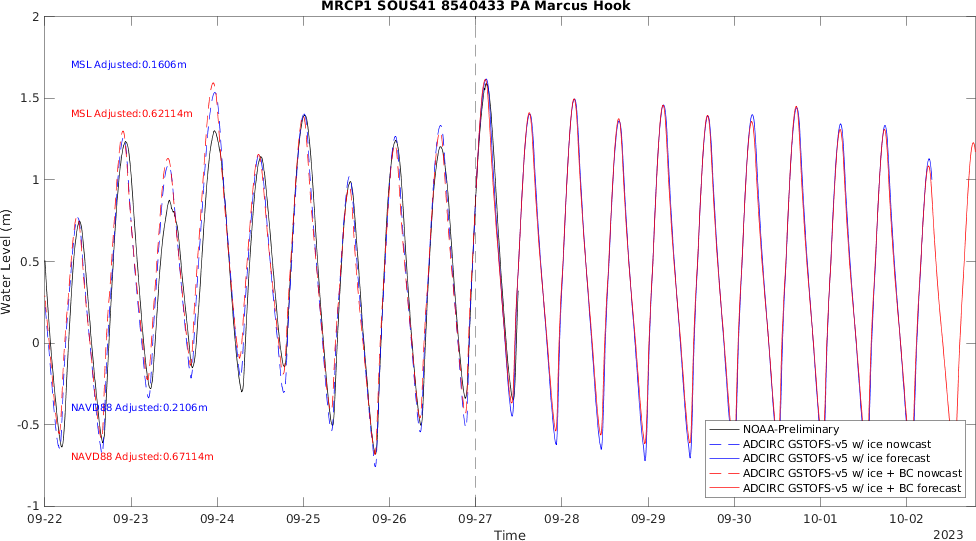 MRCP1 SOUS41 8540433 PA Marcus Hook
2
1.5
1
0.5
0
-0.5
-1
Water Level (m)
MSL Adjusted:0.1606m
MSL Adjusted:0.62114m
NAVD88 Adjusted:0.2106m
NAVD88 Adjusted:0.67114m
NOAA-Preliminary
ADCIRC GSTOFS-v5 w/ ice nowcast
ADCIRC GSTOFS-v5 w/ ice forecast
ADCIRC GSTOFS-v5 w/ ice + BC nowcast
ADCIRC GSTOFS-v5 w/ ice + BC forecast
09-22 09-23 09-24 09-25 09-26 09-27 09-28 09-29 09-30 10-01 10-02
Time
2023